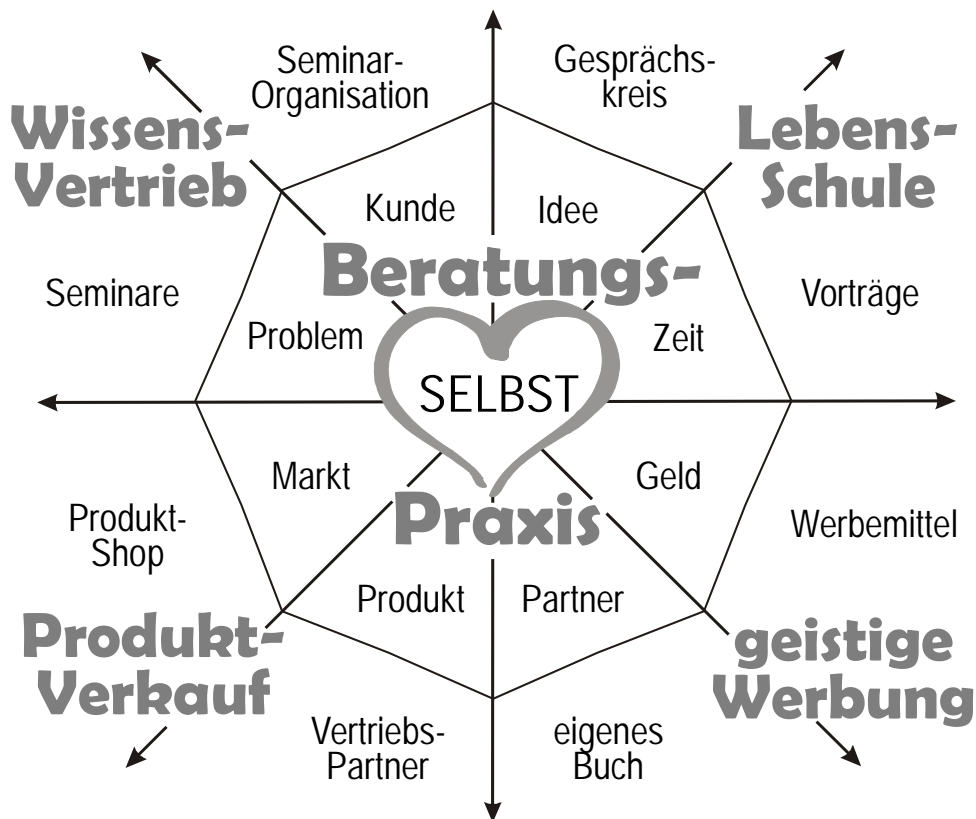 Seminar-
Organisation
Gesprächs-
kreis
Wissens-
Vertrieb
Lebens-
Schule
Kunde
Idee
Beratungs-
Seminare
Vorträge
Problem
Zeit
SELBST
Markt
Geld
Praxis
Produkt-
Shop
Werbemittel
Produkt
Partner
Produkt-
Verkauf
geistige
Werbung
Vertriebs-
Partner
eigenes
Buch